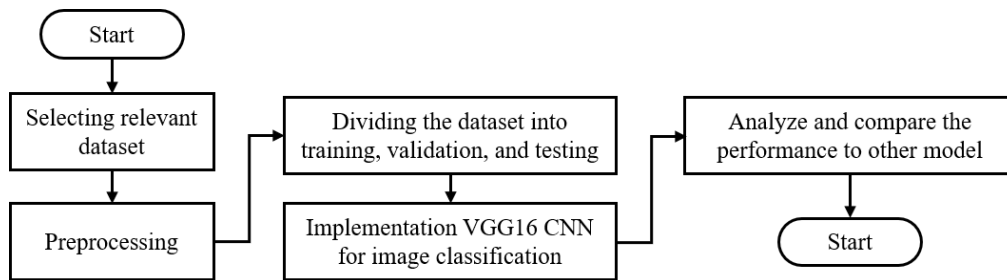 Start
Selecting relevant
dataset
Preprocessing
Dividing the dataset into
training, validation, and testing
Implementation VGG16 CNN
for image classification
Analyze and compare the
performance to other model
Start